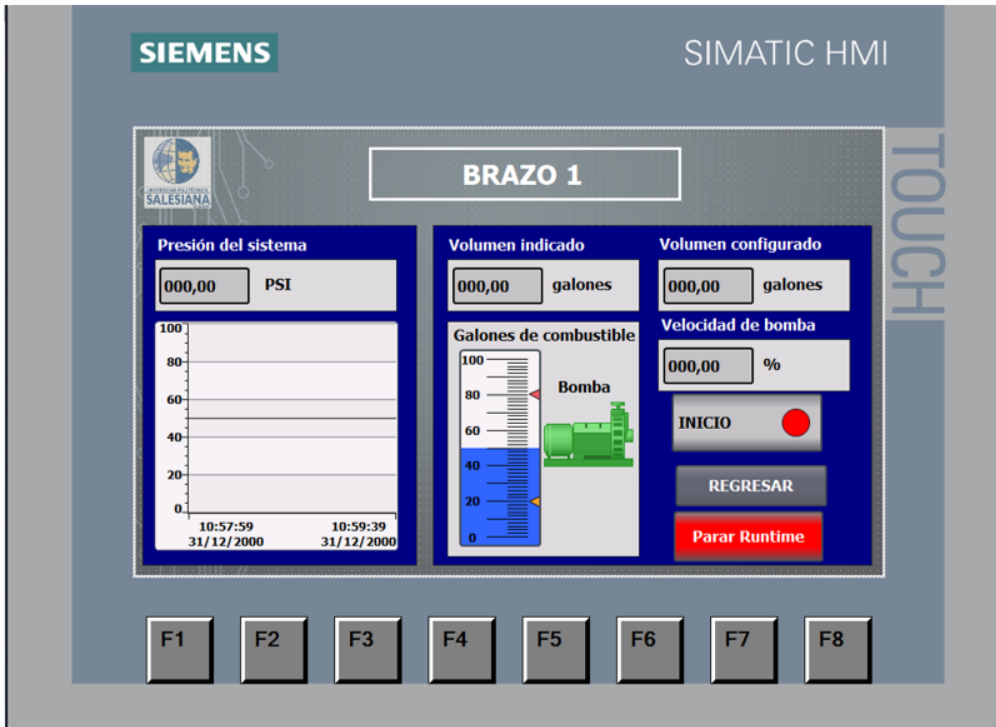 SIEMENS
SIMATIC HMI
TOUCH
UNIVERSIDAD POLITÉCNICA
SALESIANA
BRAZO 1
Presión del sistema
000,00 PSI
100
80
60
40
20
0
10:57:59
31/12/2000
10:59:39
31/12/2000
Volumen indicado
000,00 galones
Galones de combustible
100
80
60
40
20
0
Bomba
Volumen configurado
000,00 galones
Velocidad de bomba
000,00 %
INICIO
REGRESAR
Parar Runtime
F1 F2 F3 F4 F5 F6 F7 F8